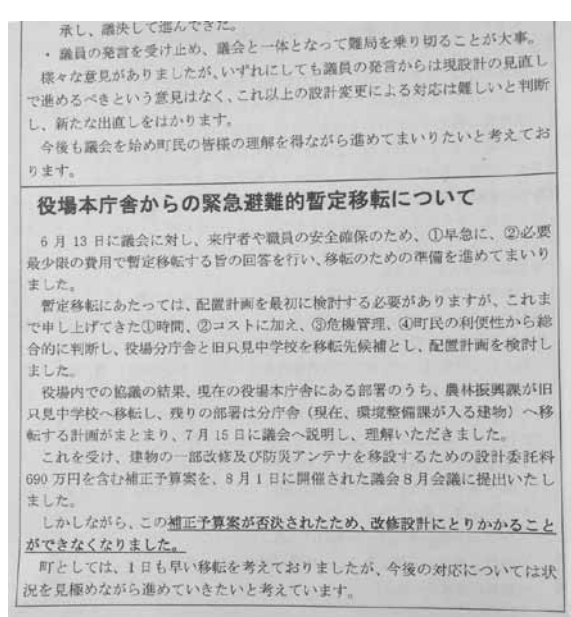 承し、議決して進んできた。
・議員の発言を受け止め、議会と一体となって難局を乗り切ることが大事。
様々な意見がありましたが、いずれにしても議員の発言からは現設計の見直し
で進めるべきという意見はなく、これ以上の設計変更による対応は難しいと判断
し、新たな出直しをはかります。
今後も議会を始め町民の皆様の理解を得ながら進めてまいりたいと考えてお
ります。
役場本庁舎からの緊急避難的暫定移転について
6月13日に議会に対し、来庁者や職員の安全確保のため、①早急に、②必要
最少限の費用で暫定移転する旨の回答を行い、移転のための準備を進めてまいり
ました。
暫定移転にあたっては、配置計画を最初に検討する必要がありますが、これま
で申し上げてきた①時間、②コストに加え、③危機管理、④町民の利便性から総
合的に判断し、役場分庁舎と旧只見中学校を移転先候補とし、配置計画を検討し
ました。
役場内での協議の結果、現在の役場本庁舎にある部署のうち、農林振興課が旧
只見中学校へ移転し、残りの部署は分庁舎（現在、環境整備課が入る建物）へ移
転する計画がまとまり、7月15日に議会へ説明し、理解いただきました。
これを受け、建物の一部改修及び防災アンテナを移設するための設計委託料
690万円を含む補正予算案を、8月1日に開催された議会8月会議に提出いたし
ました。
しかしながら、この補正予算案が否決されたため、改修設計にとりかかること
ができなくなりました。
町としては、1日も早い移転を考えておりましたが、今後の対応については状
況を見極めながら進めていきたいと考えています。